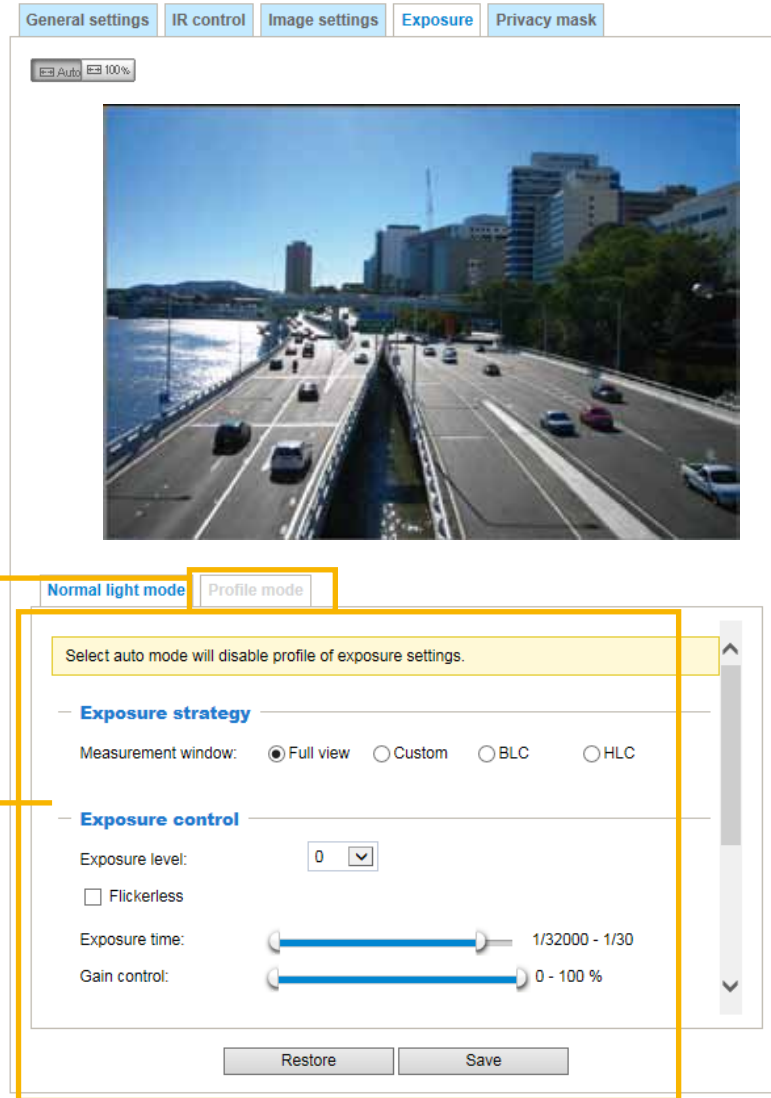 General settings IR control Image settings Exposure Privacy mask
Auto 100%
Normal light mode Profile mode
Select auto mode will disable profile of exposure settings.
Exposure strategy
Measurement window: Full view Custom BLC HLC
Exposure control
Exposure level: 0
Flickerless
Exposure time: 1/32000 - 1/30
Gain control: 0 - 100 %
Restore Save